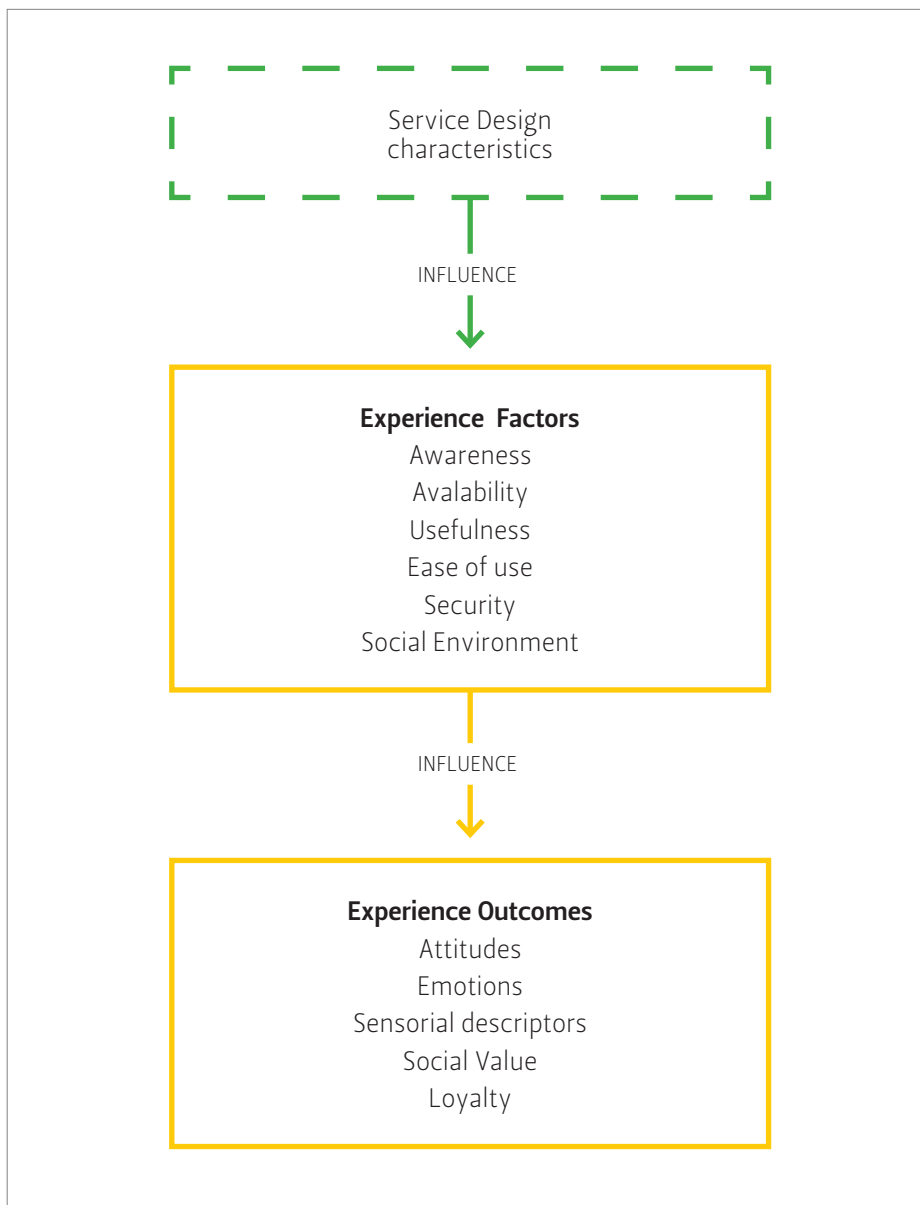 Service Design
characteristics
INFLUENCE
Experience Factors
Awareness
Avalability
Usefulness
Ease of use
Security
Social Environment
INFLUENCE
Experience Outcomes
Attitudes
Emotions
Sensorial descriptors
Social Value
Loyalty